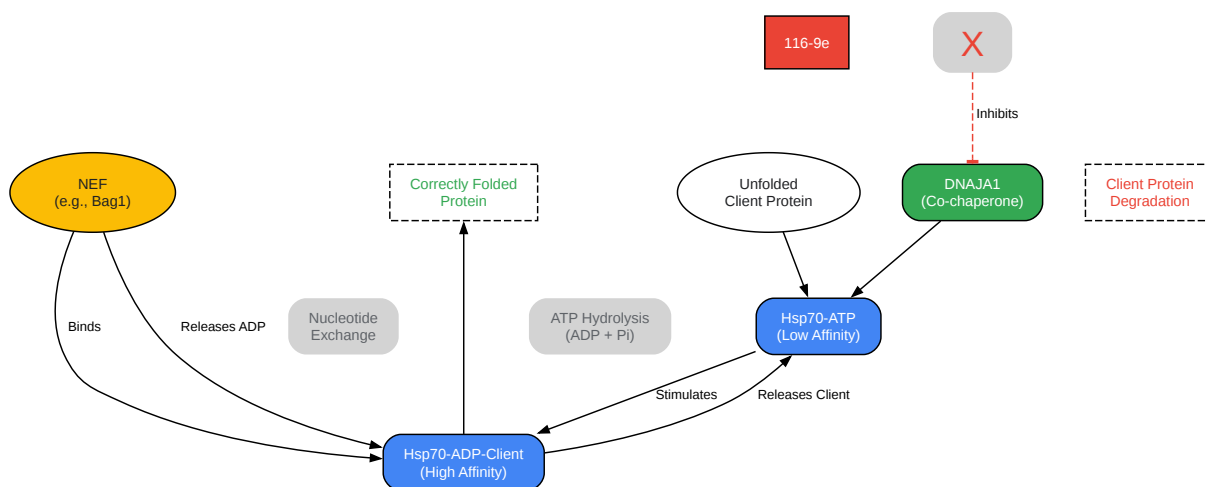 116-9e
X
Inhibits
NEF
(e.g., Bag1)
Correctly Folded
Protein
Unfolded
Client Protein
DNAJA1
(Co-chaperone)
Client Protein
Degradation
Binds
Releases ADP
Nucleotide
Exchange
ATP Hydrolysis
(ADP + Pi)
Hsp70-ATP
(Low Affinity)
Stimulates
Releases Client
Hsp70-ADP-Client
(High Affinity)